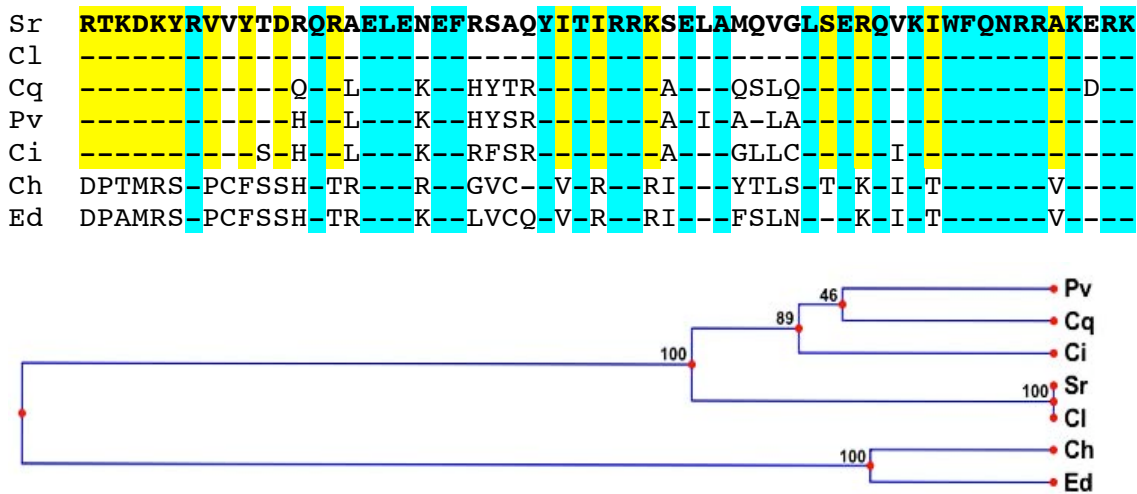 Sr RTKDKYRVVYTDRQRAELENEFRSAQYITIRRKSELAMQVGLSERQVKIWFQNRRAKERK
Cl ------------------------------------------------------------
Cq ------------Q--L---K--HYTR-------A---QSLQ----------------D--
Pv ------------H--L---K--HYSR-------A-I-A-LA-------------------
Ci ----------S-H--L---K--RFSR-------A---GLLC-----I-------------
Ch DPTMRS-PCFSSH-TR---R--GVC--V-R--RI---YTLS-T-K-I-T------V----
Ed DPAMRS-PCFSSH-TR---K--LVCQ-V-R--RI---FSLN---K-I-T------V----
46 Pv
89 Cq
100 Ci
100 Sr
Cl
100 Ch
Ed